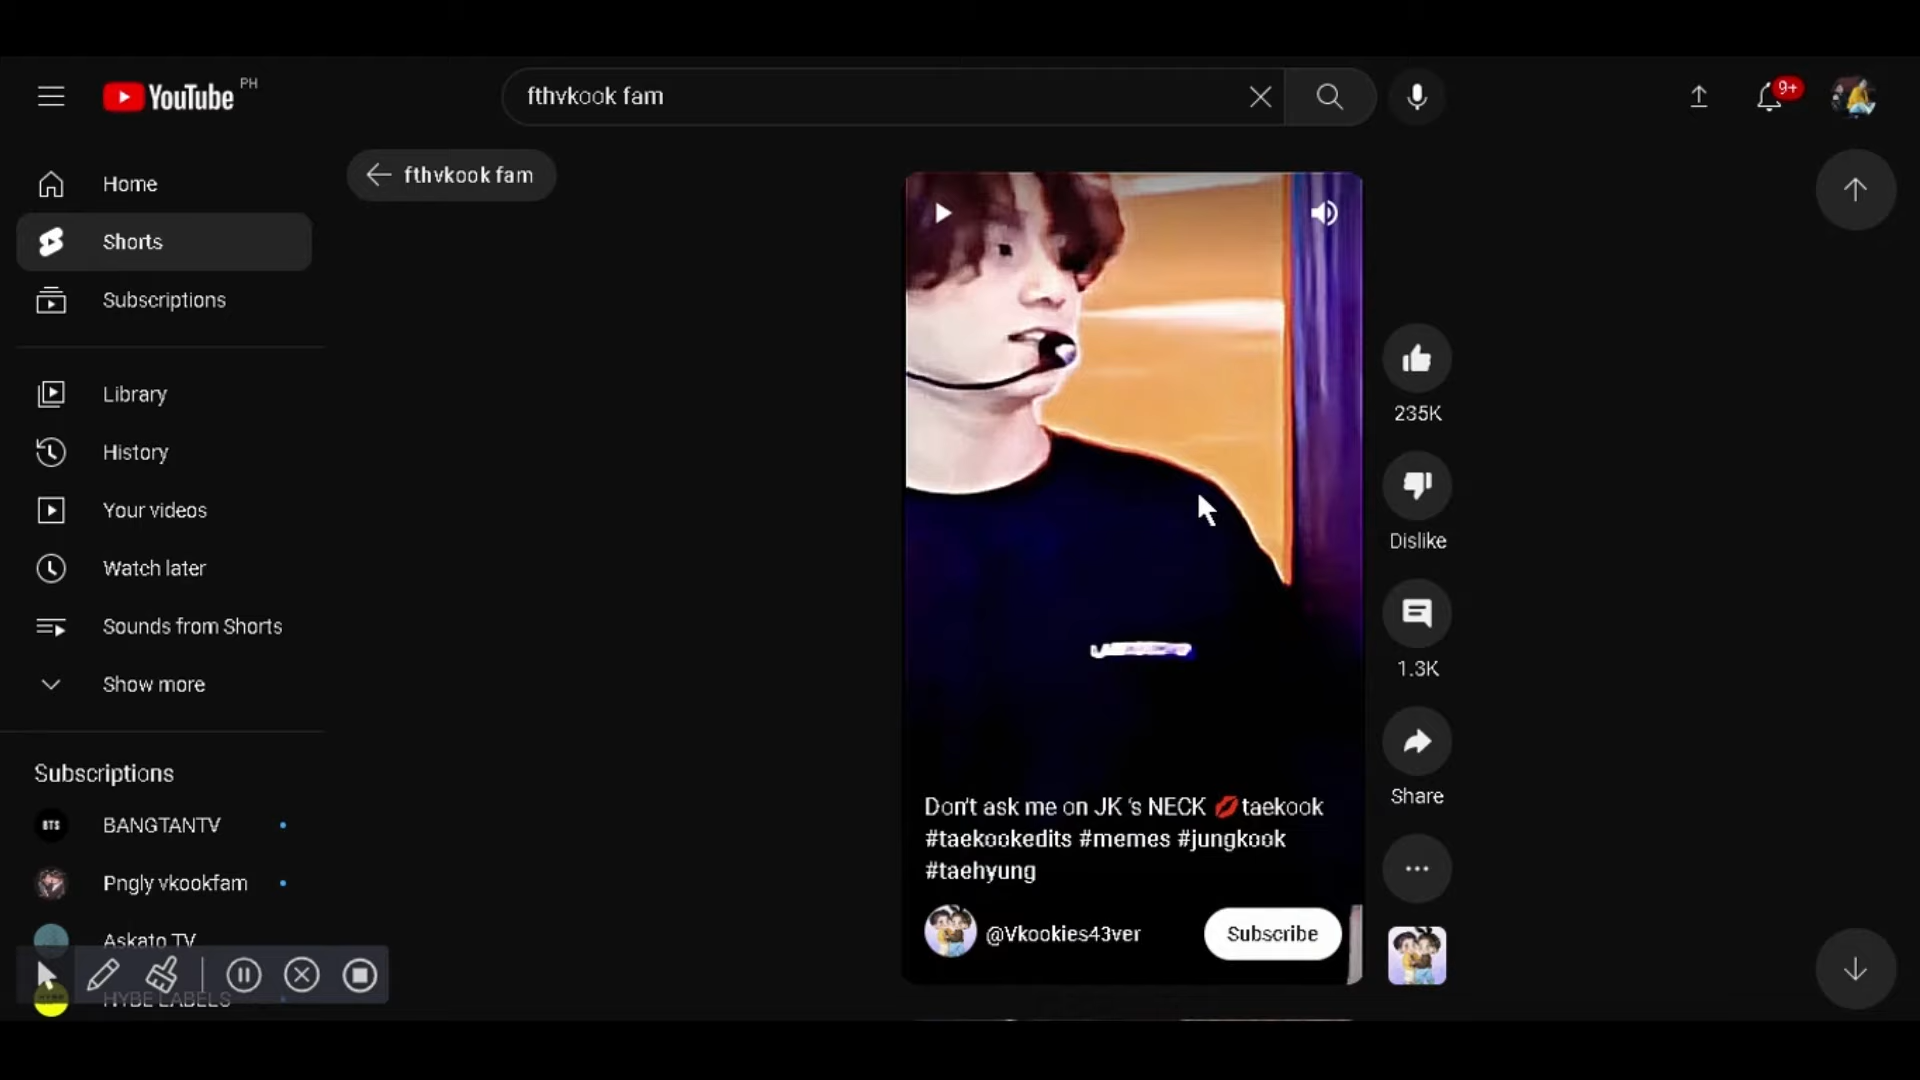 YouTube PH
fthvkook fam
9+
Home
Shorts
Subscriptions
Library
History
Your videos
Watch later
Sounds from Shorts
Show more
Subscriptions
BTS
BANGTANTV
Pngly vkookfam
Askato TV
HYBE LABELS
fthvkook fam
Don't ask me on JK ‘s NECK 💋taekook
#taekookedits #memes #jungkook
#taehyung
@Vkookies43ver
Subscribe
235K
Dislike
1.3K
Share